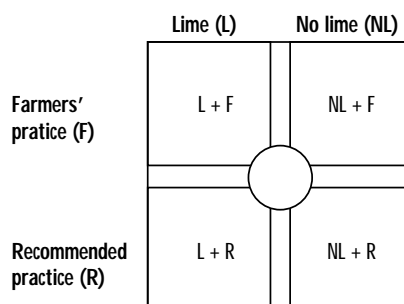 Lime (L) No lime (NL)
Farmers' L + F NL + F
pratice (F)
Recommended L + R NL + R
practice (R)